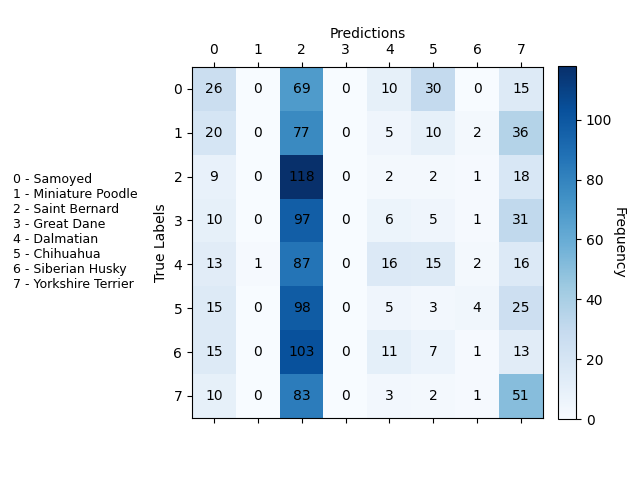 Predictions
0 1 2 3 4 5 6 7
0 26 0 69 0 10 30 0 15
1 20 0 77 0 5 10 2 36
2 9 0 118 0 2 2 1 18
3 10 0 97 0 6 5 1 31
4 13 1 87 0 16 15 2 16
5 15 0 98 0 5 3 4 25
6 15 0 103 0 11 7 1 13
7 10 0 83 0 3 2 1 51
True Labels
0 - Samoyed
1 - Miniature Poodle
2 - Saint Bernard
3 - Great Dane
4 - Dalmatian
5 - Chihuahua
6 - Siberian Husky
7 - Yorkshire Terrier
100
80
60
40
20
0
Frequency